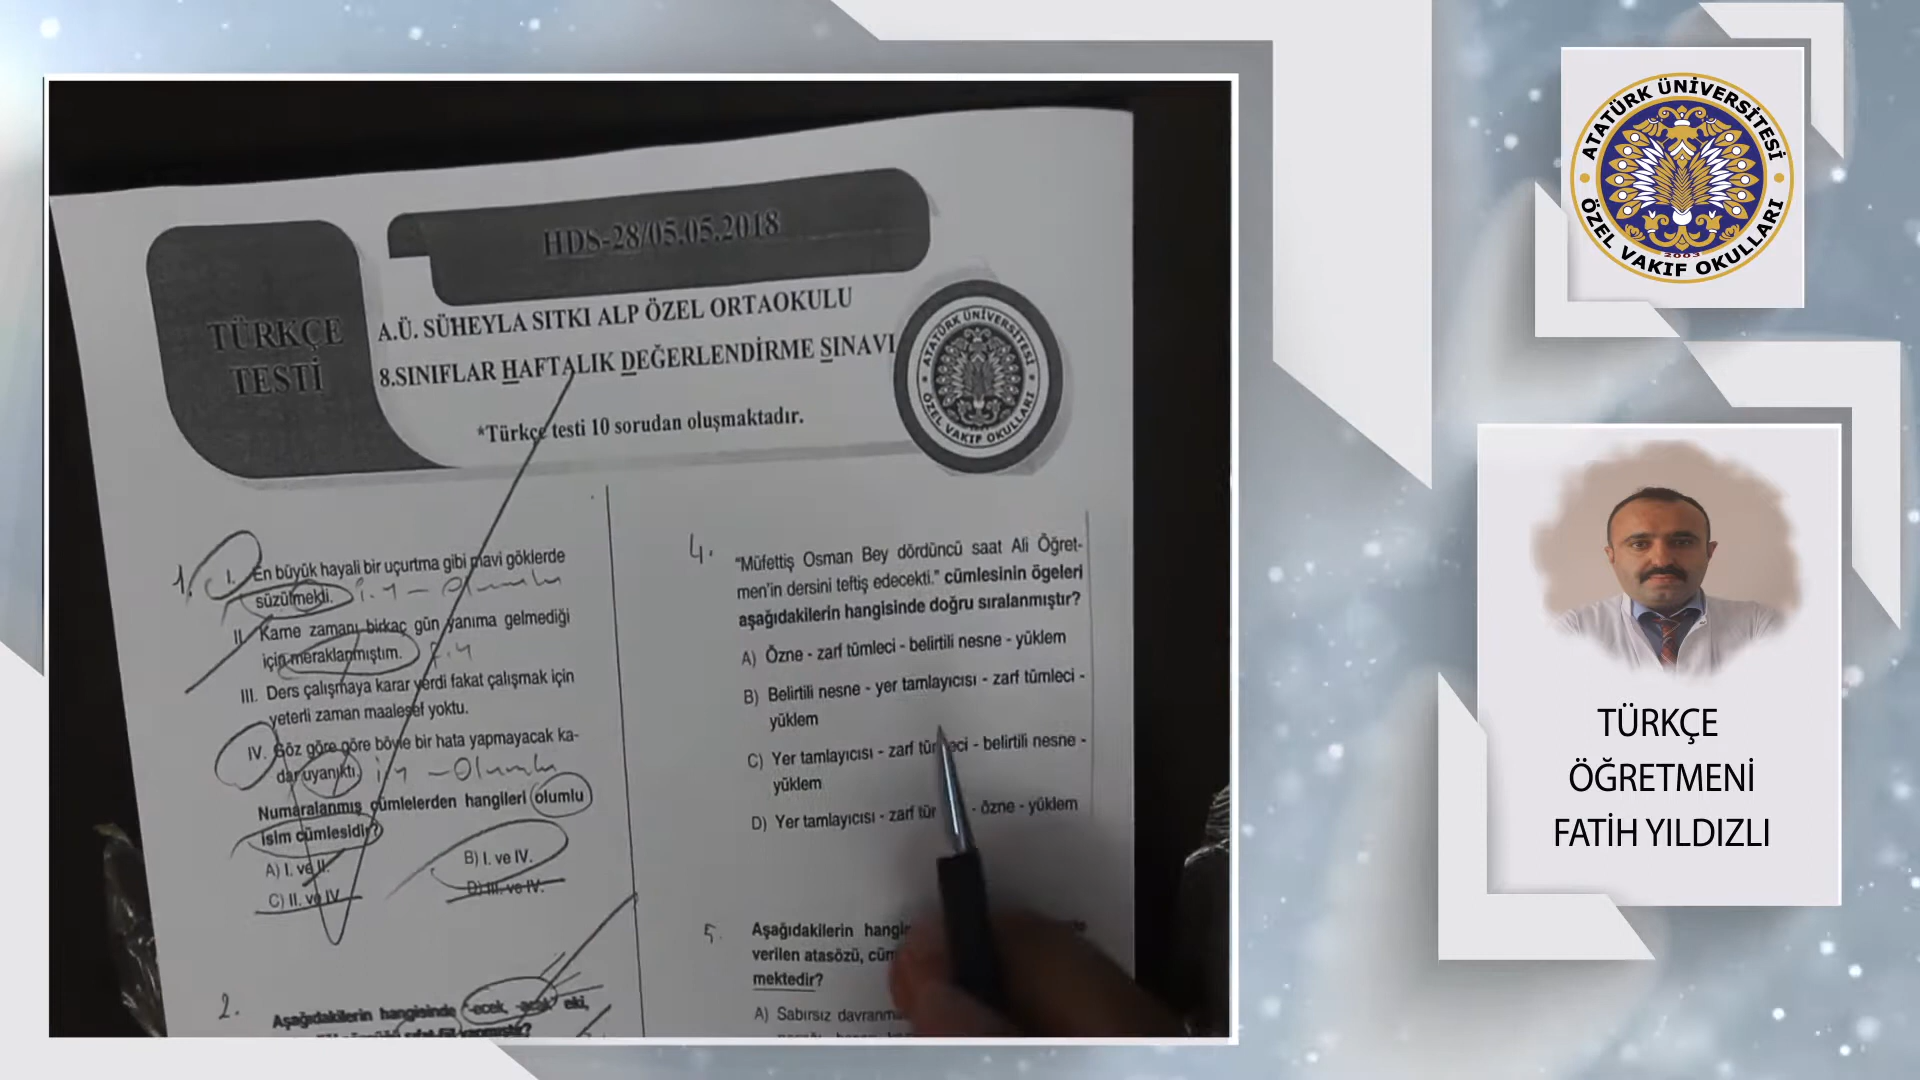 HDS-28/05.05.2018
TÜRKÇE
TESTİ
A.Ü. SÜHEYLA SITKI ALP ÖZEL ORTAOKULU
8.SINIFLAR HAFTALIK DEĞERLENDİRME SINAVI
*Türkçe testi 10 sorudan oluşmaktadır.
ATATÜRK ÜNİVERSİTESİ
ÖZEL VAKIF OKULLARI
1.
I. En büyük hayali bir uçurtma gibi mavi göklerde
süzülmekti. i.y - Olumlu
II. Karne zamanı birkaç gün yanıma gelmediği
için meraklanmıştım. f.y
III. Ders çalışmaya karar verdi fakat çalışmak için
yeterli zaman maalesef yoktu.
IV. Göz göre göre böyle bir hata yapmayacak ka-
dar uyanıktı. i.y - Olumlu
Numaralanmış cümlelerden hangileri olumlu
isim cümlesidir?
A) I. ve II.
B) I. ve IV.
C) II. ve IV.
D) III. ve IV.
2.
Aşağıdakilerin hangisinde "-ecek, -acak" eki,
4.
"Müfettiş Osman Bey dördüncü saat Ali Öğret-
men'in dersini teftiş edecekti." cümlesinin ögeleri
aşağıdakilerin hangisinde doğru sıralanmıştır?
A) Özne - zarf tümleci - belirtili nesne - yüklem
B) Belirtili nesne - yer tamlayıcısı - zarf tümleci -
yüklem
C) Yer tamlayıcısı - zarf tümleci - belirtili nesne -
yüklem
D) Yer tamlayıcısı - zarf - özne - yüklem
5.
Aşağıdakilerin
verilen atasözü,
mektedir?
A) Sabırsız
ATATÜRK ÜNİVERSİTESİ
ÖZEL VAKIF OKULLARI
2003
TÜRKÇE
ÖĞRETMENİ
FATİH YILDIZLI